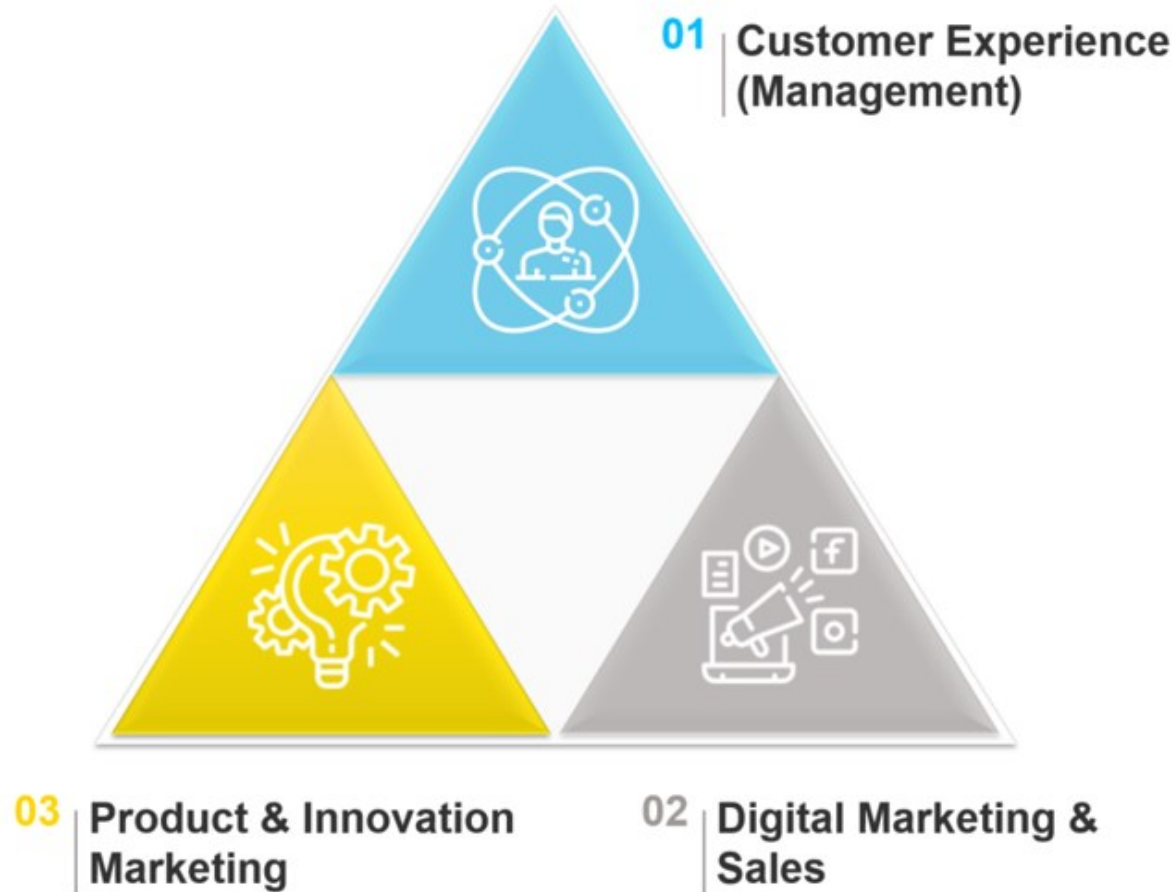 01
Customer Experience
(Management)
03
Product & Innovation
Marketing
02
Digital Marketing &
Sales